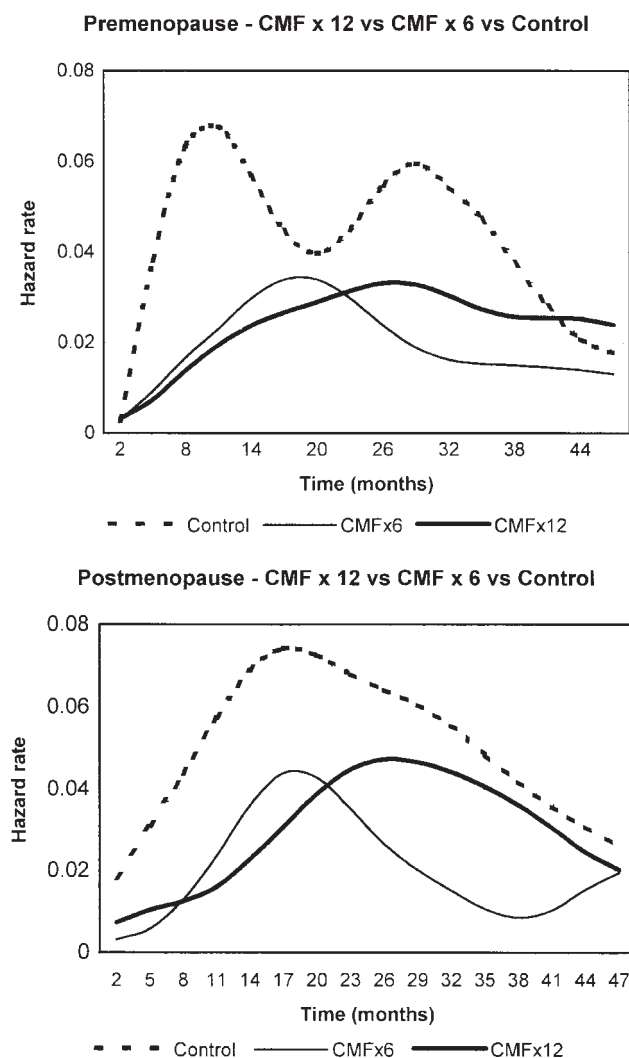 Premenopause - CMF x 12 vs CMF x 6 vs Control
0.08
0.06
0.04
0.02
0
Hazard rate
2 8 14 20 26 32 38 44
Time (months)
Control CMFx6 CMFx12
Postmenopause - CMF x 12 vs CMF x 6 vs Control
0.08
0.06
0.04
0.02
0
Hazard rate
2 5 8 11 14 17 20 23 26 29 32 35 38 41 44 47
Time (months)
Control CMFx6 CMFx12